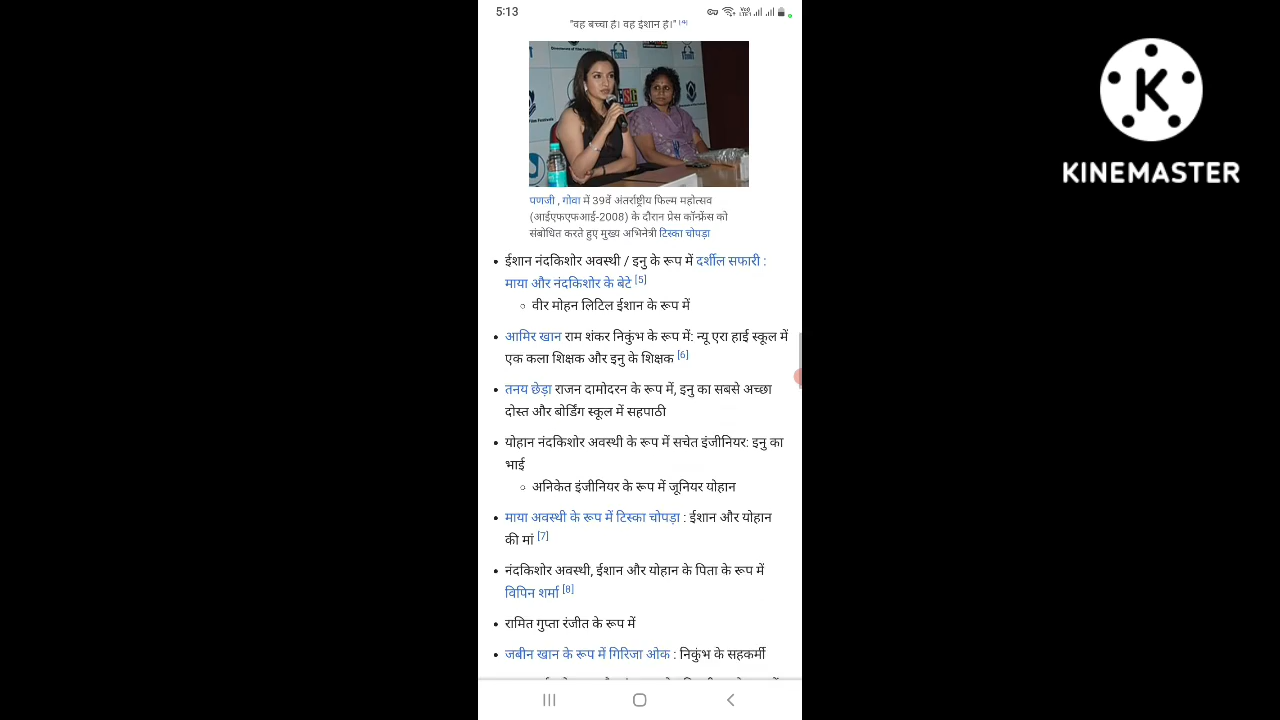 5:13
"वह बच्चा है। वह ईशान है।" [4]
पणजी , गोवा में 39वें अंतर्राष्ट्रीय फिल्म महोत्सव
(आईएफएफआई-2008) के दौरान प्रेस कॉन्फ्रेंस को
संबोधित करते हुए मुख्य अभिनेत्री टिस्का चोपड़ा
• ईशान नंदकिशोर अवस्थी / इनु के रूप में दर्शील सफारी :
माया और नंदकिशोर के बेटे [5]
◦ वीर मोहन लिटिल ईशान के रूप में
• आमिर खान राम शंकर निकुंभ के रूप में: न्यू एरा हाई स्कूल में
एक कला शिक्षक और इनु के शिक्षक [6]
• तनय छेड़ा राजन दामोदरन के रूप में, इनु का सबसे अच्छा
दोस्त और बोर्डिंग स्कूल में सहपाठी
• योहान नंदकिशोर अवस्थी के रूप में सचेत इंजीनियर: इनु का
भाई
◦ अनिकेत इंजीनियर के रूप में जूनियर योहान
• माया अवस्थी के रूप में टिस्का चोपड़ा : ईशान और योहान
की मां [7]
• नंदकिशोर अवस्थी, ईशान और योहान के पिता के रूप में
विपिन शर्मा [8]
• रामित गुप्ता रंजीत के रूप में
• जबीन खान के रूप में गिरिजा ओक : निकुंभ के सहकर्मी
K
KINEMASTER